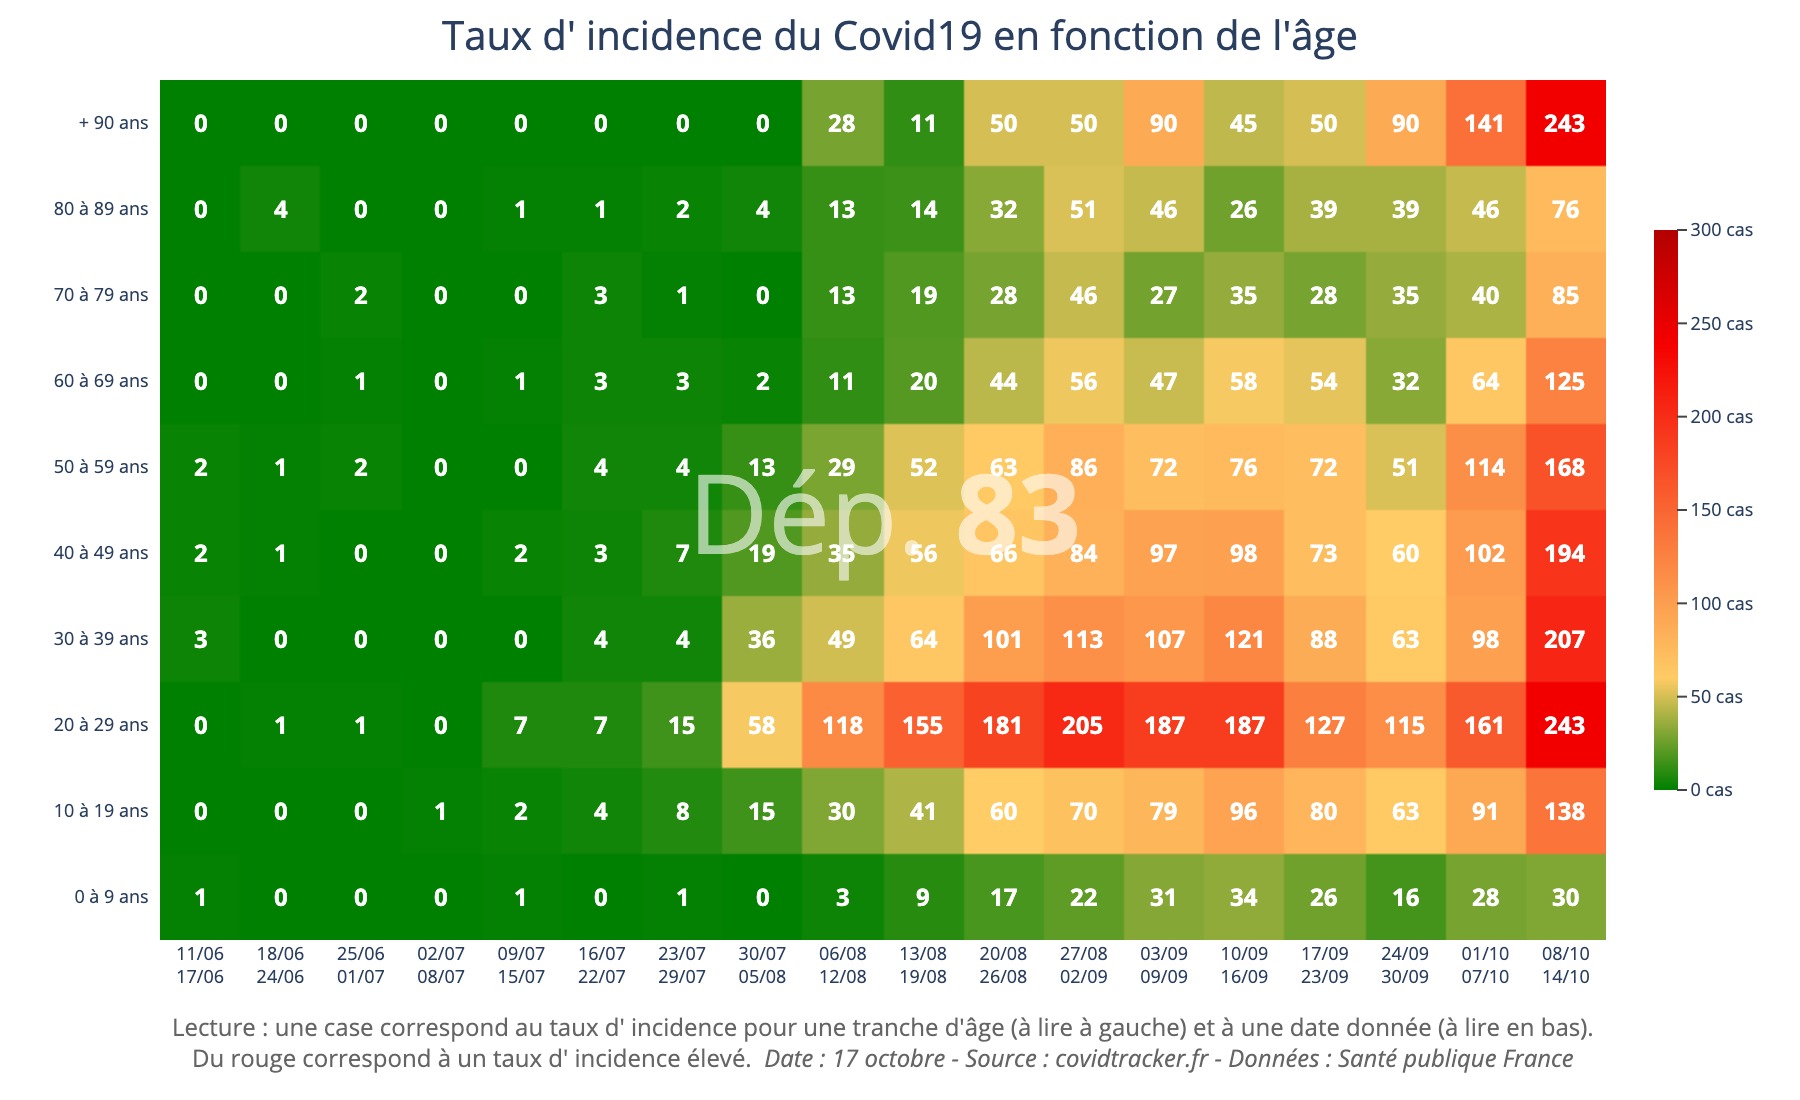 Taux d' incidence du Covid19 en fonction de l'âge
+ 90 ans 0 0 0 0 0 0 0 0 28 11 50 50 90 45 50 90 141 243
80 à 89 ans 0 4 0 0 1 1 2 4 13 14 32 51 46 26 39 39 46 76
300 cas
70 à 79 ans 0 0 2 0 0 3 1 0 13 19 28 46 27 35 28 35 40 85
250 cas
60 à 69 ans 0 0 1 0 1 3 3 2 11 20 44 56 47 58 54 32 64 125
200 cas
50 à 59 ans 2 1 2 0 0 4 4 13 29 52 63 86 72 76 72 51 114 168
Dép. 83
150 cas
40 à 49 ans 2 1 0 0 2 3 7 19 35 56 66 84 97 98 73 60 102 194
100 cas
30 à 39 ans 3 0 0 0 0 4 4 36 49 64 101 113 107 121 88 63 98 207
50 cas
20 à 29 ans 0 1 1 0 7 7 15 58 118 155 181 205 187 187 127 115 161 243
0 cas
10 à 19 ans 0 0 0 1 2 4 8 15 30 41 60 70 79 96 80 63 91 138
0 à 9 ans 1 0 0 0 1 0 1 0 3 9 17 22 31 34 26 16 28 30
11/06 18/06 25/06 02/07 09/07 16/07 23/07 30/07 06/08 13/08 20/08 27/08 03/09 10/09 17/09 24/09 01/10 08/10
17/06 24/06 01/07 08/07 15/07 22/07 29/07 05/08 12/08 19/08 26/08 02/09 09/09 16/09 23/09 30/09 07/10 14/10
Lecture : une case correspond au taux d' incidence pour une tranche d'âge (à lire à gauche) et à une date donnée (à lire en bas).
Du rouge correspond à un taux d' incidence élevé. Date : 17 octobre - Source : covidtracker.fr - Données : Santé publique France